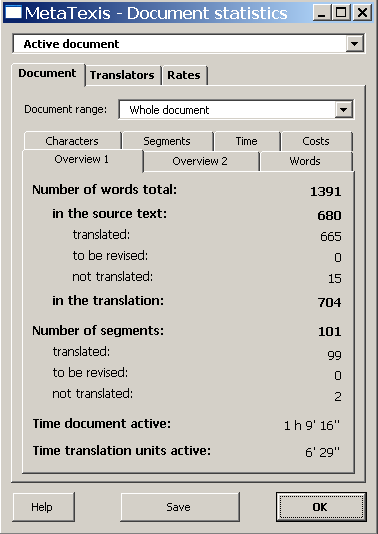 MetaTexis - Document statistics
Active document
Document Translators Rates
Document range: Whole document
Characters Segments Time Costs
Overview 1 Overview 2 Words
Number of words total: 1391
in the source text: 680
translated: 665
to be revised: 0
not translated: 15
in the translation: 704
Number of segments: 101
translated: 99
to be revised: 0
not translated: 2
Time document active: 1 h 9' 16"
Time translation units active: 6' 29"
Help Save OK